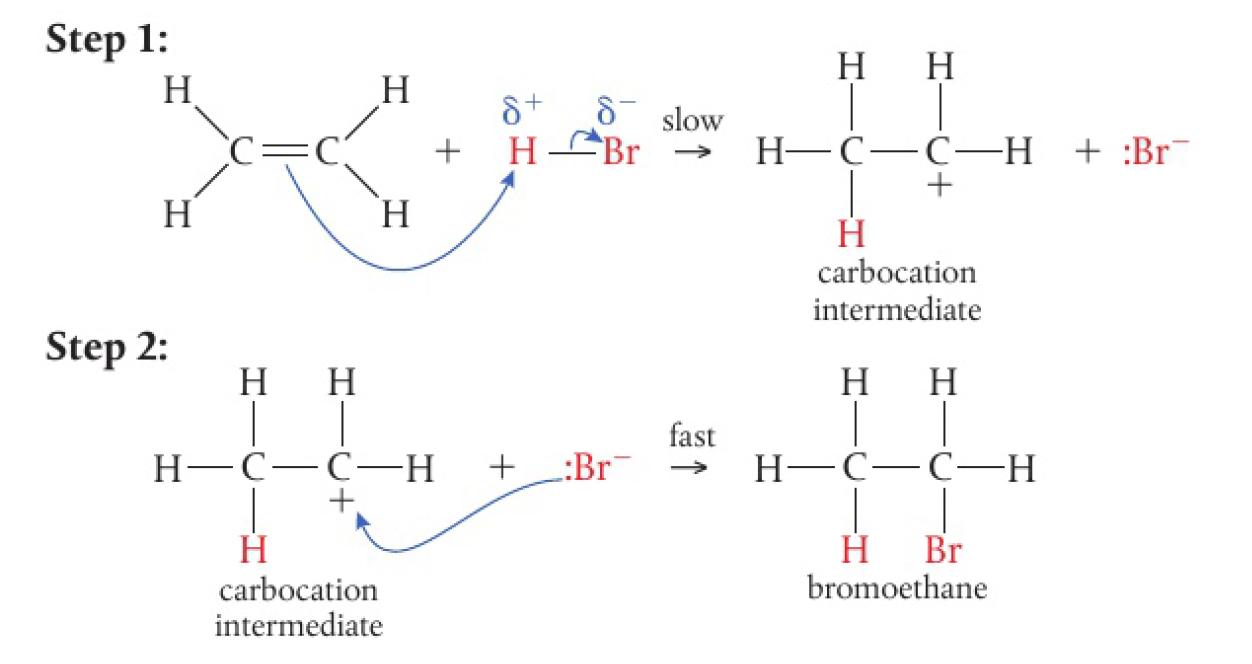 Step 1:
H H H H
δ+ δ− slow
C=C + H—Br → H—C—C—H + :Br−
+
H H H
carbocation
intermediate
Step 2:
H H H H
fast
H—C—C—H + :Br− → H—C—C—H
+
H H Br
carbocation bromoethane
intermediate